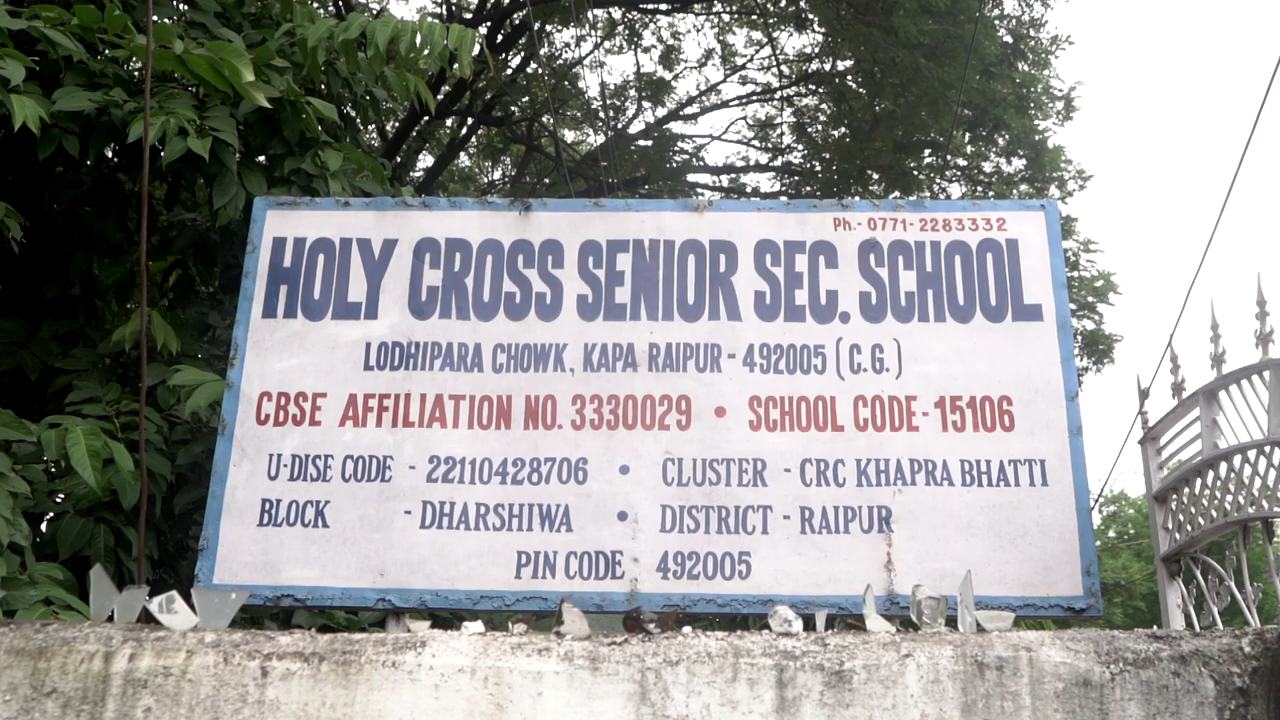 Ph.- 0771-2283332
HOLY CROSS SENIOR SEC. SCHOOL
LODHIPARA CHOWK, KAPA RAIPUR - 492005 (C.G.)
CBSE AFFILIATION NO. 3330029 • SCHOOL CODE - 15106
U-DISE CODE - 22110428706 • CLUSTER - CRC KHAPRA BHATTI
BLOCK - DHARSHIWA • DISTRICT - RAIPUR
PIN CODE 492005